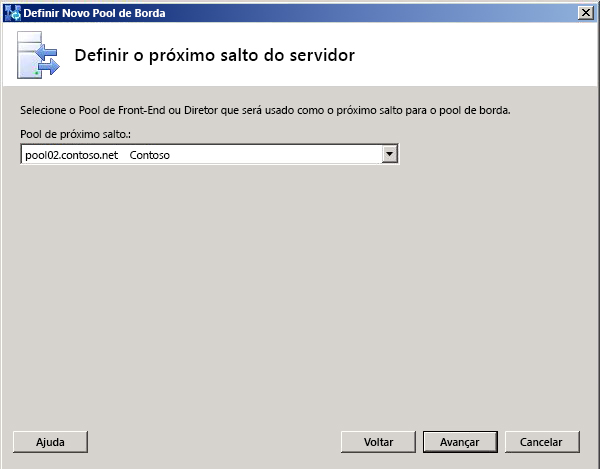 Definir Novo Pool de Borda
Definir o próximo salto do servidor
Selecione o Pool de Front-End ou Diretor que será usado como o próximo salto para o pool de borda.
Pool de próximo salto.:
pool02.contoso.net Contoso
Ajuda Voltar Avançar Cancelar